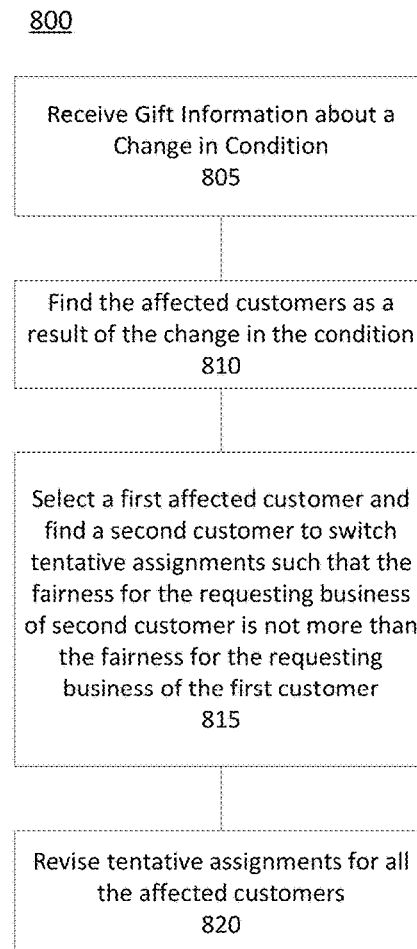 800
Receive Gift Information about a
Change in Condition
805
Find the affected customers as a
result of the change in the condition
810
Select a first affected customer and
find a second customer to switch
tentative assignments such that the
fairness for the requesting business
of second customer is not more than
the fairness for the requesting
business of the first customer
815
Revise tentative assignments for all
the affected customers
820